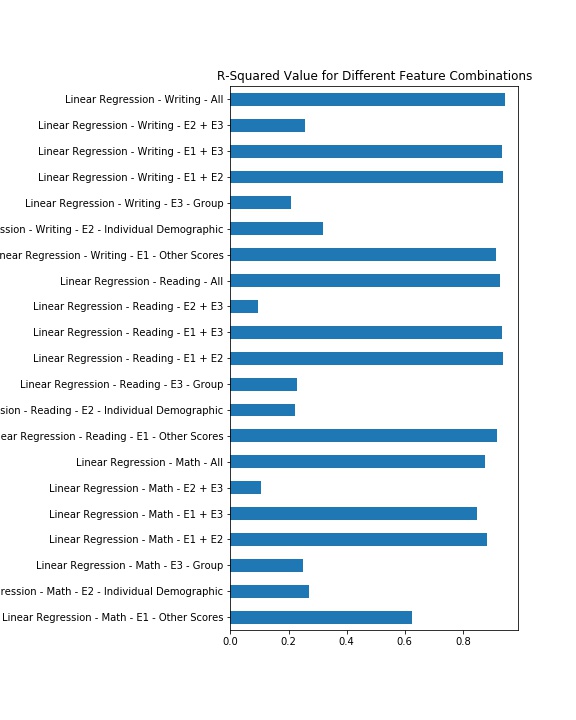 R-Squared Value for Different Feature Combinations
Linear Regression - Writing - All
Linear Regression - Writing - E2 + E3
Linear Regression - Writing - E1 + E3
Linear Regression - Writing - E1 + E2
Linear Regression - Writing - E3 - Group
ssion - Writing - E2 - Individual Demographic
near Regression - Writing - E1 - Other Scores
Linear Regression - Reading - All
Linear Regression - Reading - E2 + E3
Linear Regression - Reading - E1 + E3
Linear Regression - Reading - E1 + E2
Linear Regression - Reading - E3 - Group
sion - Reading - E2 - Individual Demographic
ear Regression - Reading - E1 - Other Scores
Linear Regression - Math - All
Linear Regression - Math - E2 + E3
Linear Regression - Math - E1 + E3
Linear Regression - Math - E1 + E2
Linear Regression - Math - E3 - Group
ression - Math - E2 - Individual Demographic
Linear Regression - Math - E1 - Other Scores
0.0 0.2 0.4 0.6 0.8